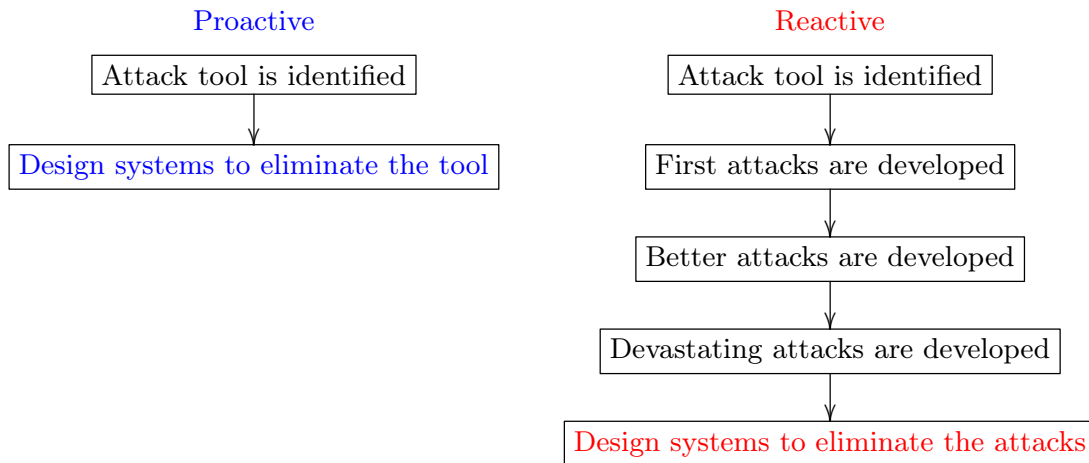 Proactive
Attack tool is identified
Design systems to eliminate the tool
Reactive
Attack tool is identified
First attacks are developed
Better attacks are developed
Devastating attacks are developed
Design systems to eliminate the attacks